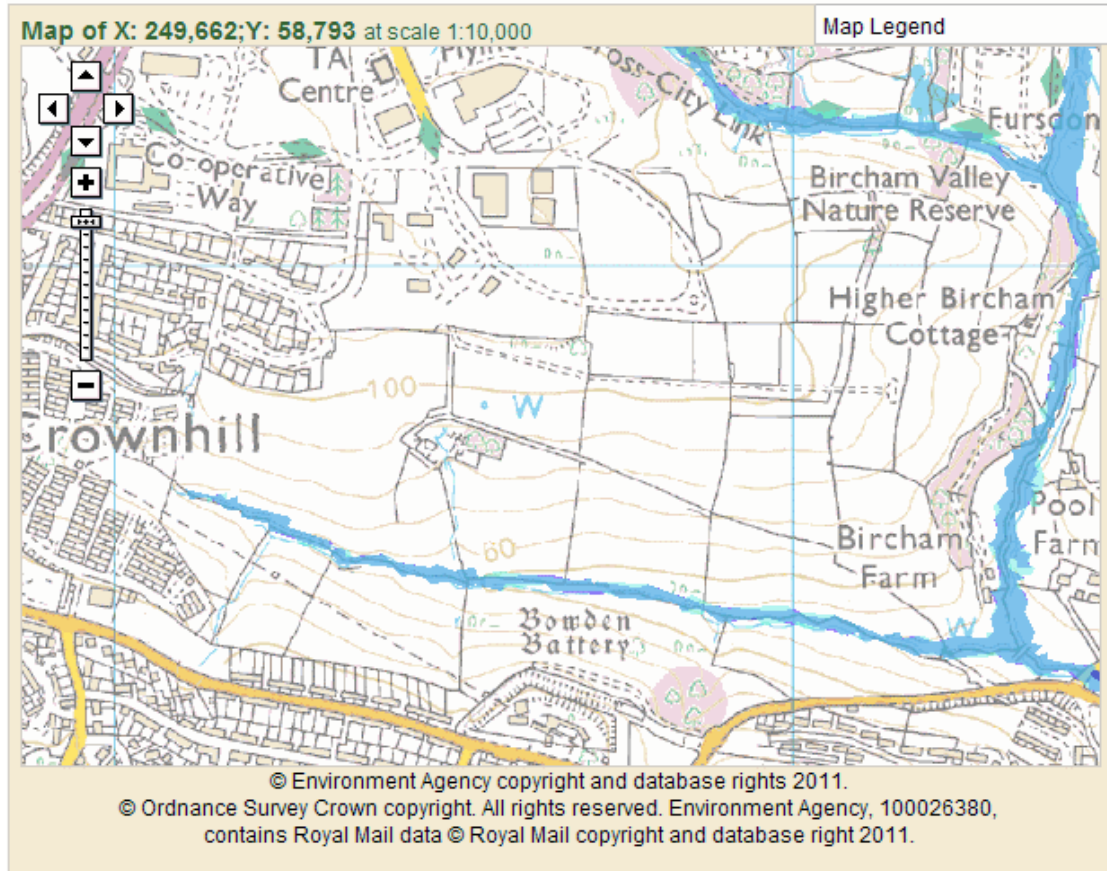 Map of X: 249,662;Y: 58,793 at scale 1:10,000
Map Legend
TA
Centre
Cross-City Link
Fursdon
Co-operative
Way
Bircham Valley
Nature Reserve
Higher Bircham
Cottage
100
W
Crownhill
60
Pool
Farm
Bircham
Farm
W
Bowden
Battery
© Environment Agency copyright and database rights 2011.
© Ordnance Survey Crown copyright. All rights reserved. Environment Agency, 100026380,
contains Royal Mail data © Royal Mail copyright and database right 2011.